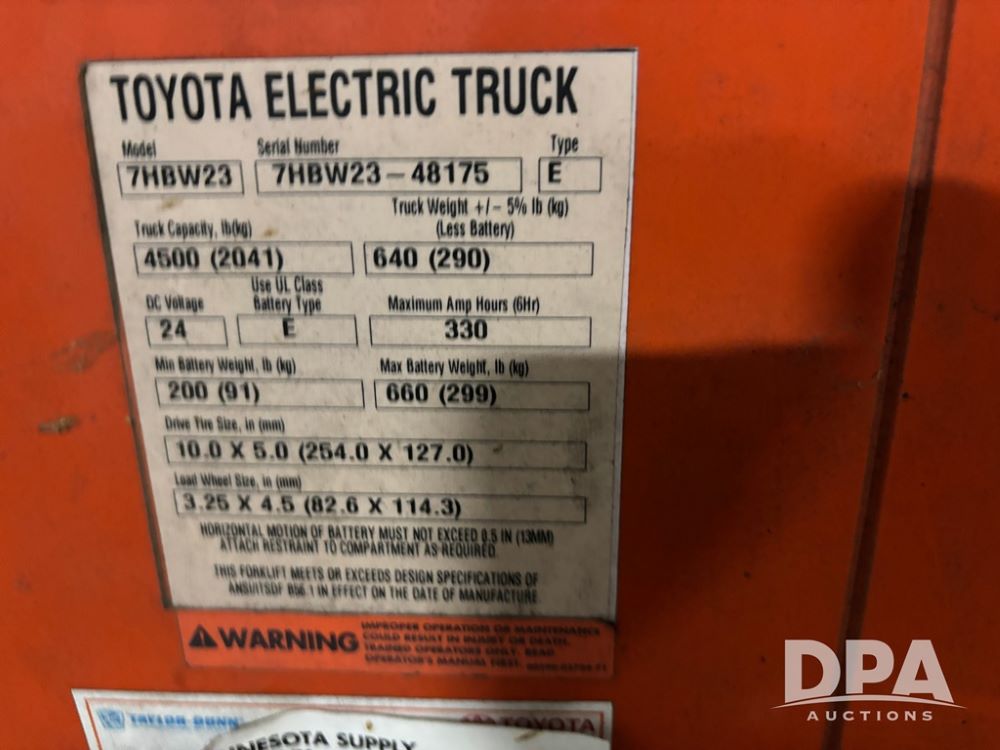 TOYOTA ELECTRIC TRUCK
Model Serial Number Type
7HBW23 7HBW23-48175 E
Truck Capacity, lb(kg) Truck Weight +/- 5% lb (kg) (Less Battery)
4500 (2041) 640 (290)
DC Voltage Use UL Class Battery Type Maximum Amp Hours (6Hr)
24 E 330
Min Battery Weight, lb (kg) Max Battery Weight, lb (kg)
200 (91) 660 (299)
Drive Tire Size, in (mm)
10.0 X 5.0 (254.0 X 127.0)
Load Wheel Size, in (mm)
3.25 X 4.5 (82.6 X 114.3)
HORIZONTAL MOTION OF BATTERY MUST NOT EXCEED 0.5 IN (13MM)
ATTACH RESTRAINT TO COMPARTMENT AS REQUIRED
THIS FORKLIFT MEETS OR EXCEEDS DESIGN SPECIFICATIONS OF
ANSI/ITSDF B56.1 IN EFFECT ON THE DATE OF MANUFACTURE
WARNING
IMPROPER OPERATION OR MAINTENANCE
COULD RESULT IN INJURY OR DEATH.
TRAINED OPERATORS ONLY. READ
OPERATOR'S MANUAL FIRST.
TAYLOR-DUNN TOYOTA
SUPPLY
DPA
AUCTIONS